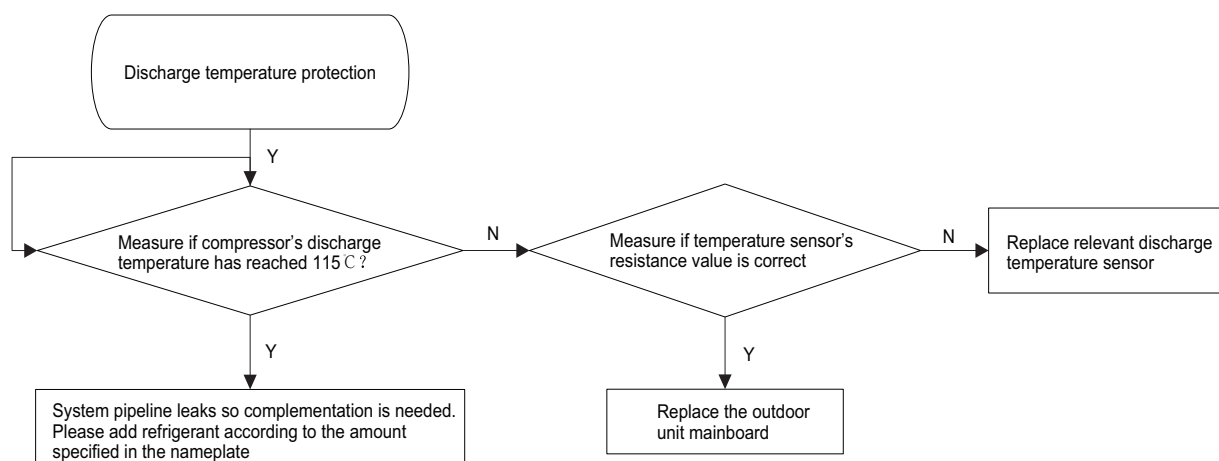 Discharge temperature protection
Y
Measure if compressor's discharge
temperature has reached 115℃?
N
Measure if temperature sensor's
resistance value is correct
N
Replace relevant discharge
temperature sensor
Y
Y
System pipeline leaks so complementation is needed.
Please add refrigerant according to the amount
specified in the nameplate
Replace the outdoor
unit mainboard